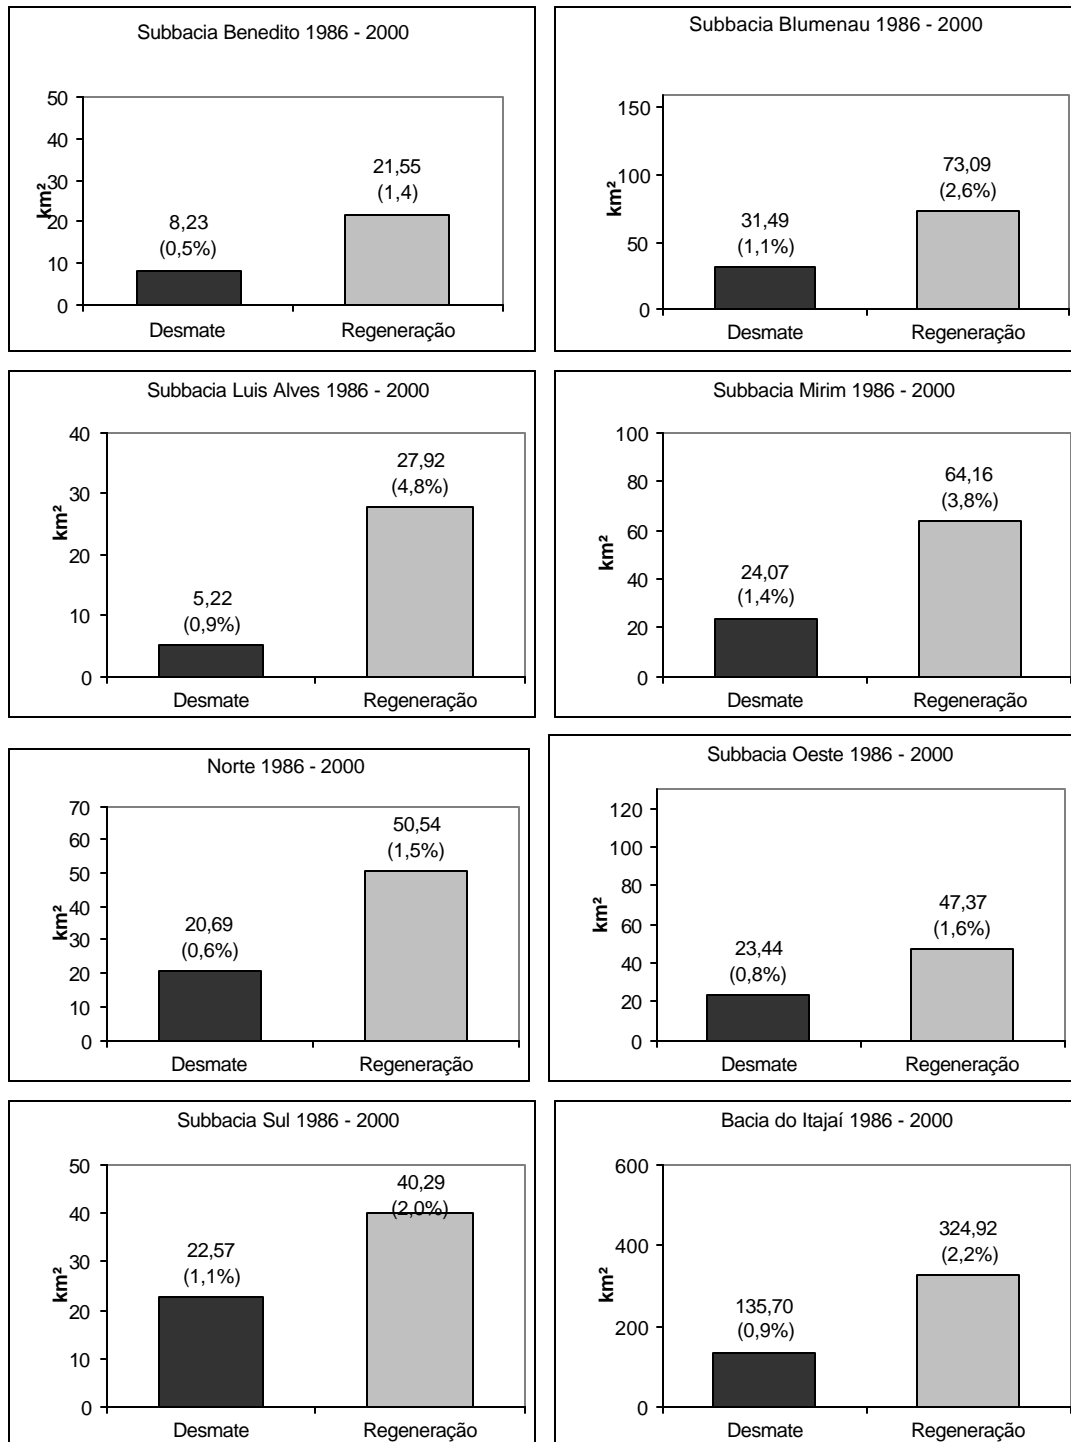 Subbacia Benedito 1986 - 2000
km²
50
40
30
20
10
0
8,23
(0,5%)
21,55
(1,4)
Desmate
Regeneração
Subbacia Blumenau 1986 - 2000
km²
150
100
50
0
31,49
(1,1%)
73,09
(2,6%)
Desmate
Regeneração
Subbacia Luis Alves 1986 - 2000
km²
40
30
20
10
0
5,22
(0,9%)
27,92
(4,8%)
Desmate
Regeneração
Subbacia Mirim 1986 - 2000
km²
100
80
60
40
20
0
24,07
(1,4%)
64,16
(3,8%)
Desmate
Regeneração
Norte 1986 - 2000
km²
70
60
50
40
30
20
10
0
20,69
(0,6%)
50,54
(1,5%)
Desmate
Regeneração
Subbacia Oeste 1986 - 2000
km²
120
100
80
60
40
20
0
23,44
(0,8%)
47,37
(1,6%)
Desmate
Regeneração
Subbacia Sul 1986 - 2000
km²
50
40
30
20
10
0
22,57
(1,1%)
40,29
(2,0%)
Desmate
Regeneração
Bacia do Itajaí 1986 - 2000
km²
600
400
200
0
135,70
(0,9%)
324,92
(2,2%)
Desmate
Regeneração